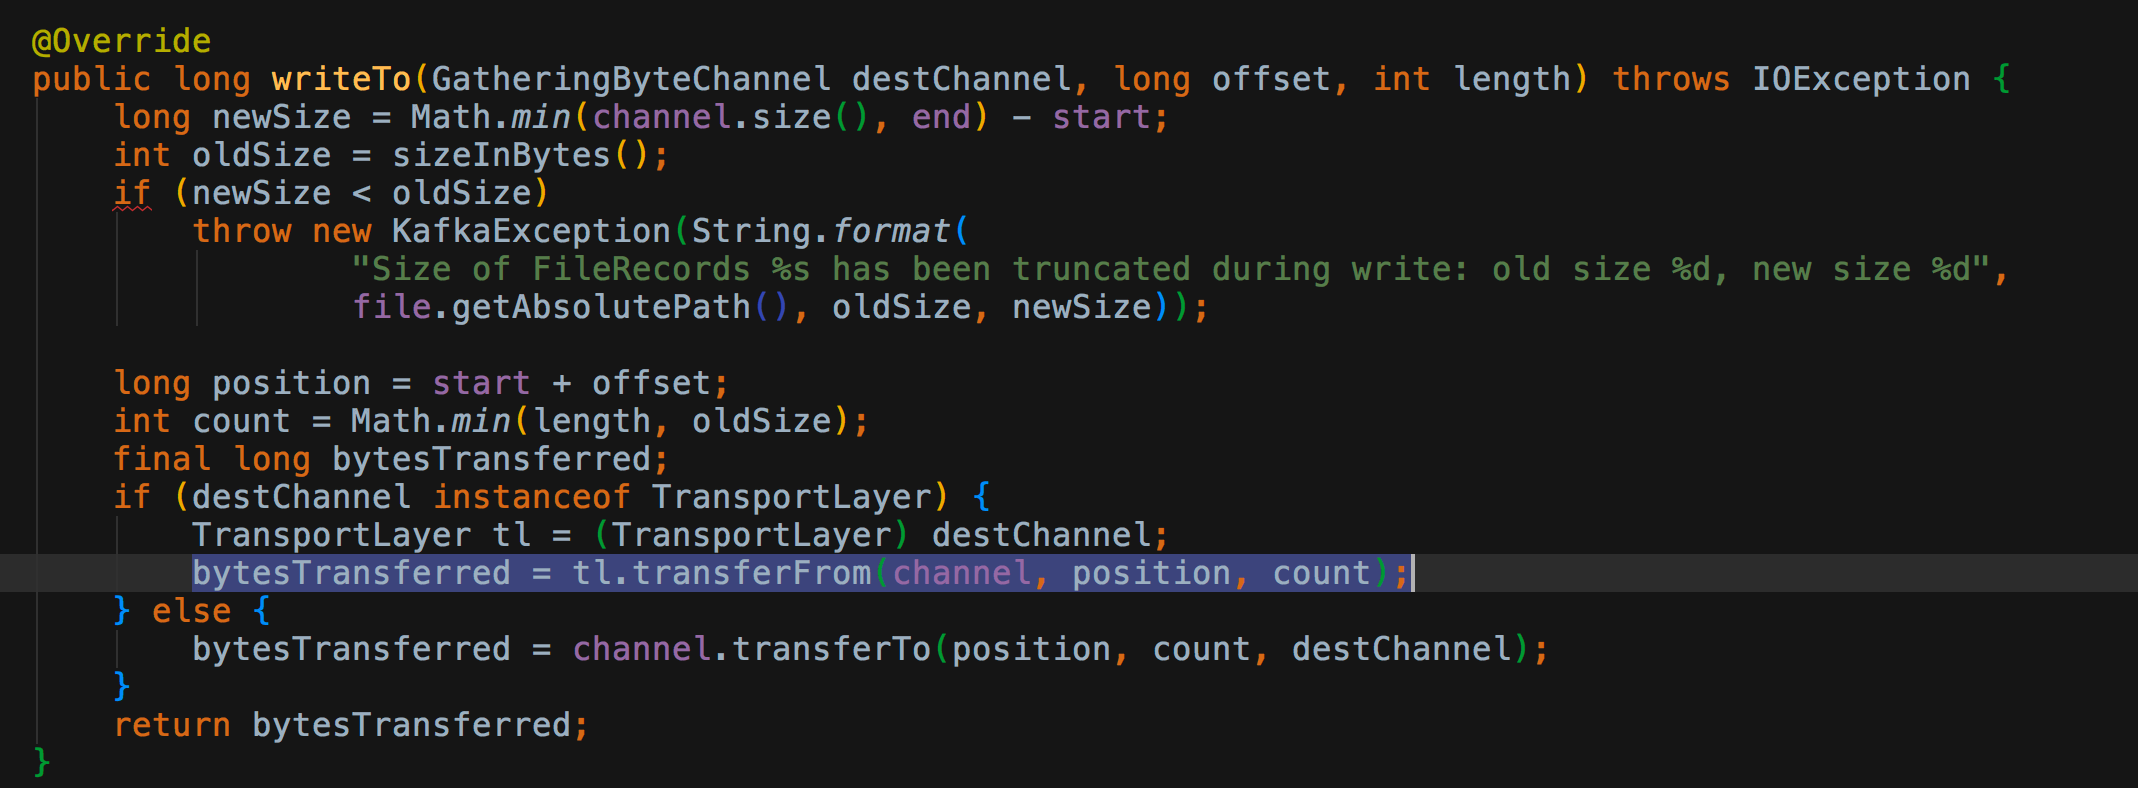 @Override
public long writeTo(GatheringByteChannel destChannel, long offset, int length) throws IOException {
    long newSize = Math.min(channel.size(), end) - start;
    int oldSize = sizeInBytes();
    if (newSize < oldSize)
        throw new KafkaException(String.format(
                "Size of FileRecords %s has been truncated during write: old size %d, new size %d",
                file.getAbsolutePath(), oldSize, newSize));

    long position = start + offset;
    int count = Math.min(length, oldSize);
    final long bytesTransferred;
    if (destChannel instanceof TransportLayer) {
        TransportLayer tl = (TransportLayer) destChannel;
        bytesTransferred = tl.transferFrom(channel, position, count);
    } else {
        bytesTransferred = channel.transferTo(position, count, destChannel);
    }
    return bytesTransferred;
}